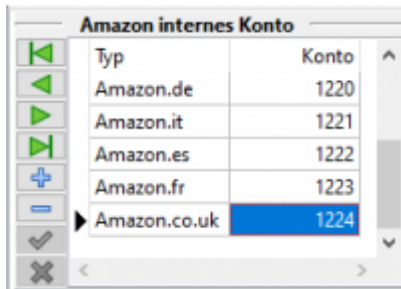 Amazon internes Konto
Typ Konto
Amazon.de 1220
Amazon.it 1221
Amazon.es 1222
Amazon.fr 1223
Amazon.co.uk 1224